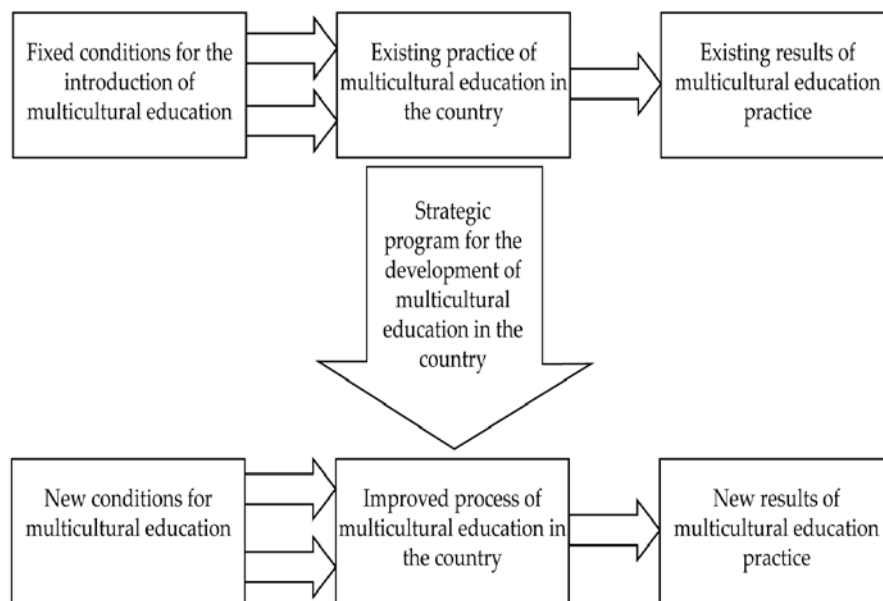 Fixed conditions for the
introduction of
multicultural education
Existing practice of
multicultural education in
the country
Existing results of
multicultural education
practice
Strategic
program for the
development of
multicultural
education in the
country
New conditions for
multicultural education
Improved process of
multicultural education in
the country
New results of
multicultural education
practice